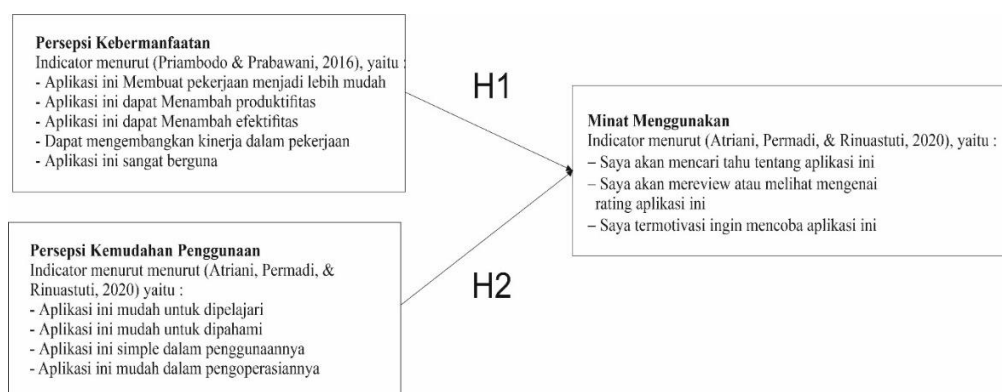 Persepsi Kebermanfaatan
Indicator menurut (Priambodo & Prabawani, 2016), yaitu :
- Aplikasi ini Membuat pekerjaan menjadi lebih mudah
- Aplikasi ini dapat Menambah produktifitas
- Aplikasi ini dapat Menambah efektifitas
- Dapat mengembangkan kinerja dalam pekerjaan
- Aplikasi ini sangat berguna
H1
Minat Menggunakan
Indicator menurut (Atriani, Permadi, & Rinuastuti, 2020), yaitu :
– Saya akan mencari tahu tentang aplikasi ini
– Saya akan mereview atau melihat mengenai
rating aplikasi ini
– Saya termotivasi ingin mencoba aplikasi ini
Persepsi Kemudahan Penggunaan
Indicator menurut menurut (Atriani, Permadi, &
Rinuastuti, 2020) yaitu :
- Aplikasi ini mudah untuk dipelajari
- Aplikasi ini mudah untuk dipahami
- Aplikasi ini simple dalam penggunaannya
- Aplikasi ini mudah dalam pengoperasiannya
H2